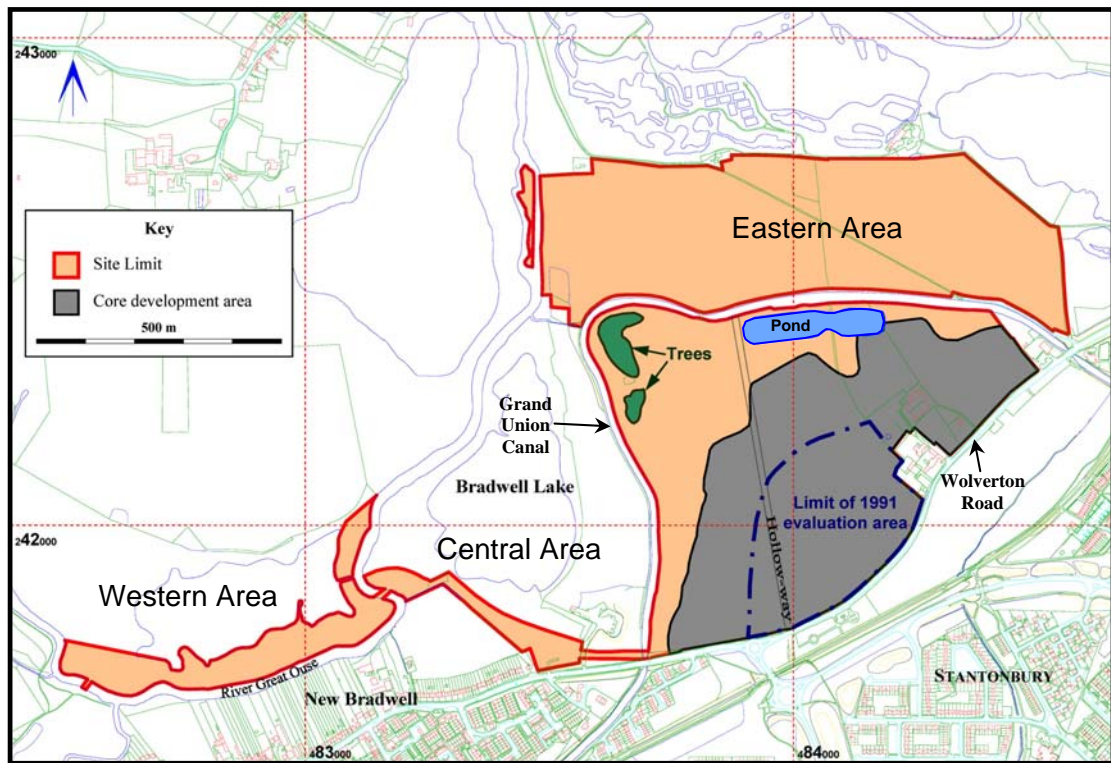 243000
Eastern Area
Key
Site Limit
Core development area
500 m
Pond
Trees
Grand
Union
Canal
Wolverton
Road
Bradwell Lake
Limit of 1991
evaluation area
Hollow-way
242000
Central Area
Western Area
River Great Ouse
New Bradwell
STANTONBURY
483000
484000